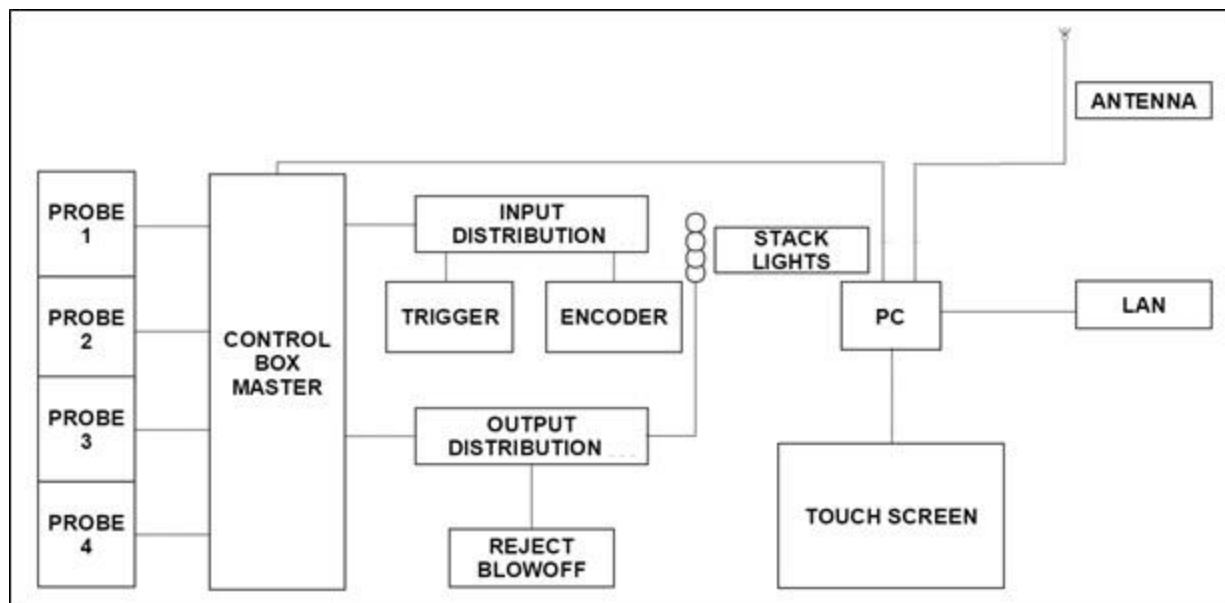 ANTENNA
PROBE
1
INPUT
DISTRIBUTION
STACK
LIGHTS
PROBE
2
TRIGGER
ENCODER
PC
LAN
CONTROL
BOX
MASTER
PROBE
3
OUTPUT
DISTRIBUTION
TOUCH SCREEN
PROBE
4
REJECT
BLOWOFF